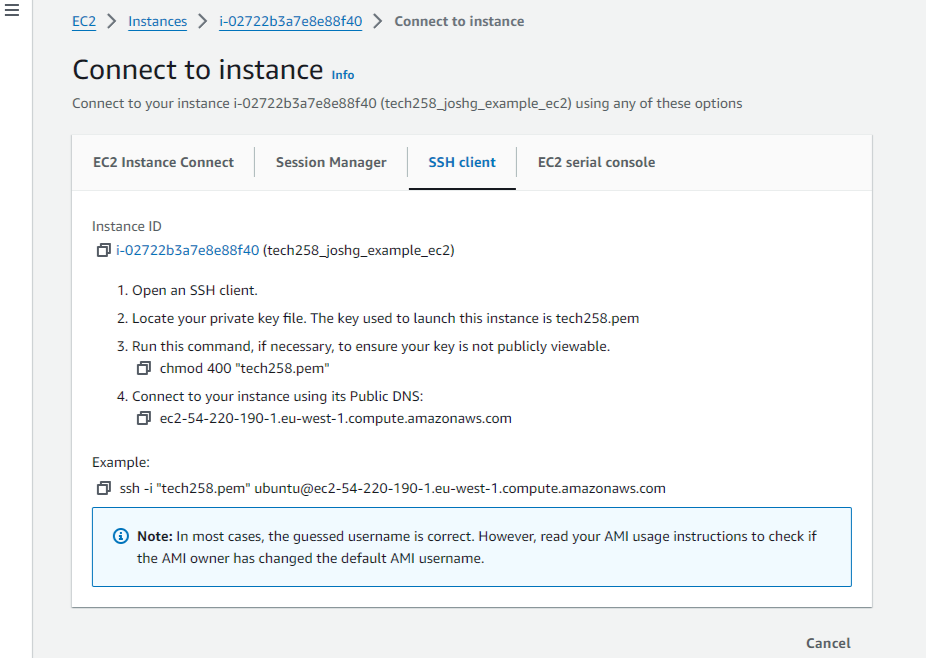 EC2 > Instances > i-02722b3a7e8e88f40 > Connect to instance
Connect to instance Info
Connect to your instance i-02722b3a7e8e88f40 (tech258_joshg_example_ec2) using any of these options
EC2 Instance Connect Session Manager SSH client EC2 serial console
Instance ID
i-02722b3a7e8e88f40 (tech258_joshg_example_ec2)
1. Open an SSH client.
2. Locate your private key file. The key used to launch this instance is tech258.pem
3. Run this command, if necessary, to ensure your key is not publicly viewable.
chmod 400 "tech258.pem"
4. Connect to your instance using its Public DNS:
ec2-54-220-190-1.eu-west-1.compute.amazonaws.com
Example:
ssh -i "tech258.pem" ubuntu@ec2-54-220-190-1.eu-west-1.compute.amazonaws.com
Note: In most cases, the guessed username is correct. However, read your AMI usage instructions to check if
the AMI owner has changed the default AMI username.
Cancel